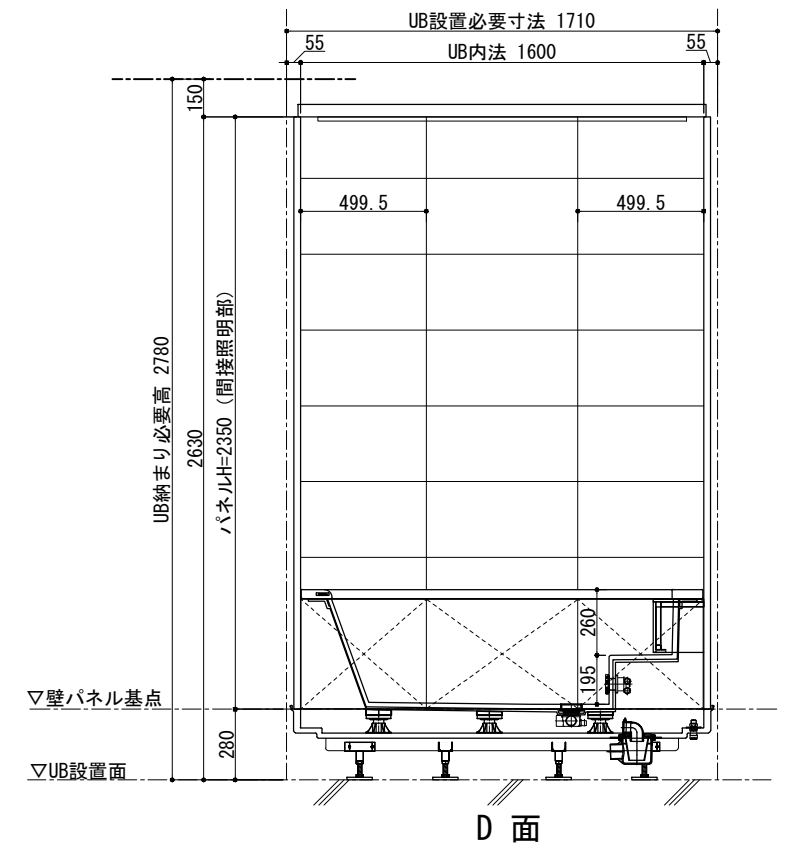 UB設置必要寸法 1710
55
UB内法 1600
55
150
499.5
499.5
UB納まり必要高 2780
2630
パネルH=2350 (間接照明部)
260
195
▽壁パネル基点
280
▽UB設置面
D 面